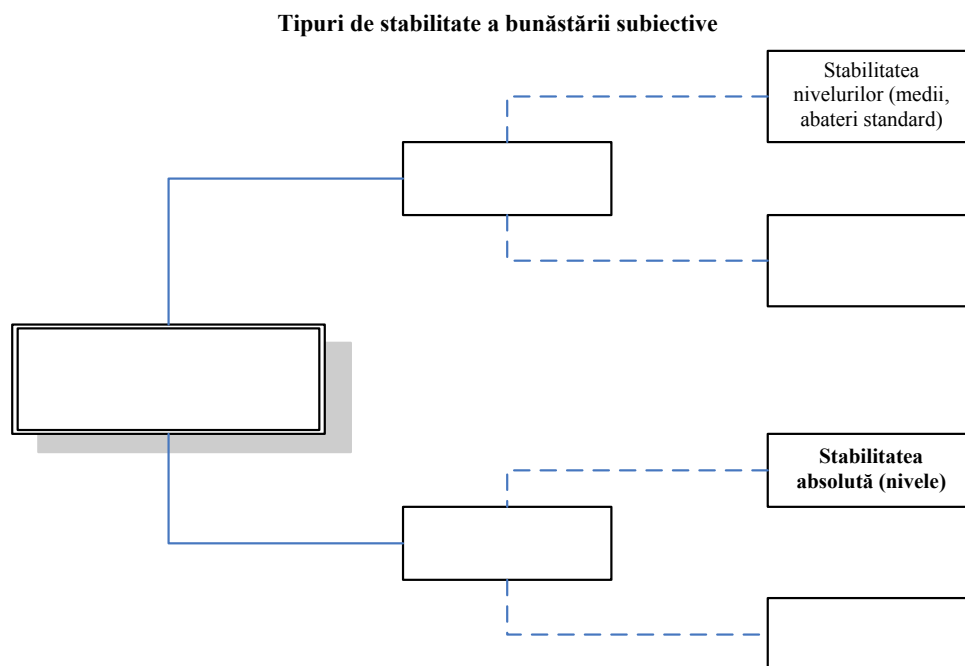 Tipuri de stabilitate a bunăstării subiective
Stabilitatea
nivelurilor (medii,
abateri standard)
Stabilitatea
absolută (nivele)